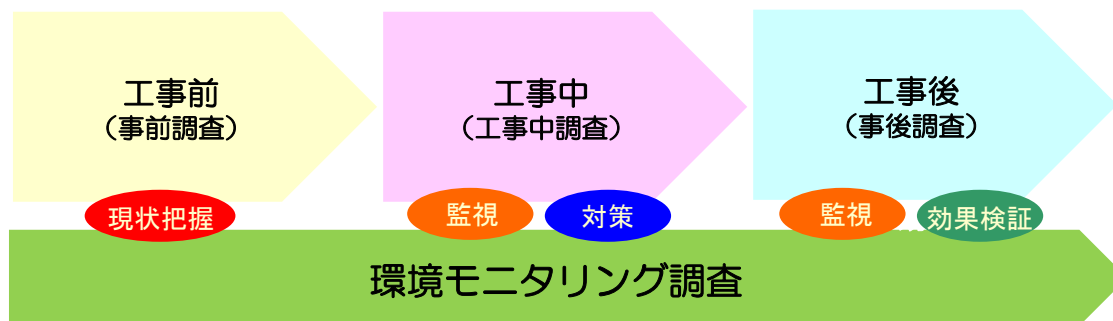 工事前
（事前調査）
工事中
（工事中調査）
工事後
（事後調査）
現状把握
監視
対策
監視
効果検証
環境モニタリング調査